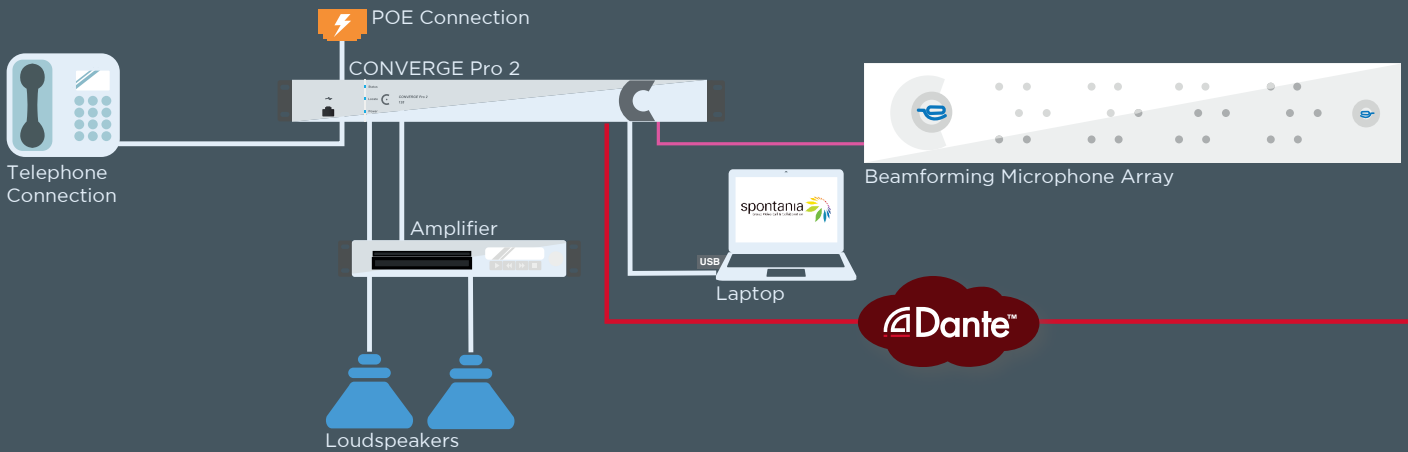 POE Connection
CONVERGE Pro 2
Telephone
Connection
Beamforming Microphone Array
spontania
Amplifier
USB
Laptop
Dante™
Loudspeakers